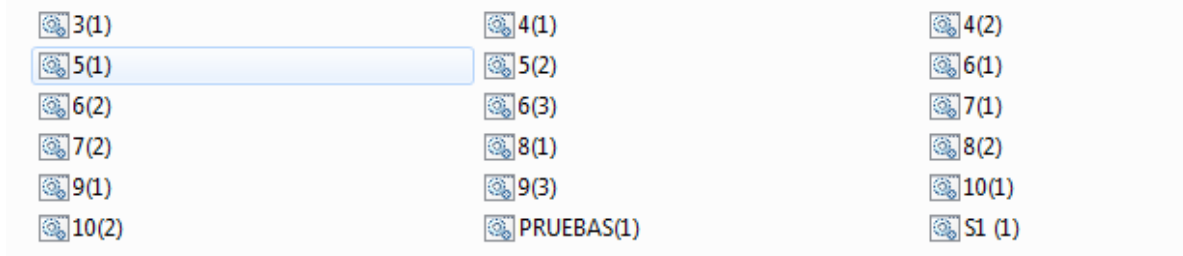 3(1) 4(1) 4(2)
5(1) 5(2) 6(1)
6(2) 6(3) 7(1)
7(2) 8(1) 8(2)
9(1) 9(3) 10(1)
10(2) PRUEBAS(1) S1 (1)